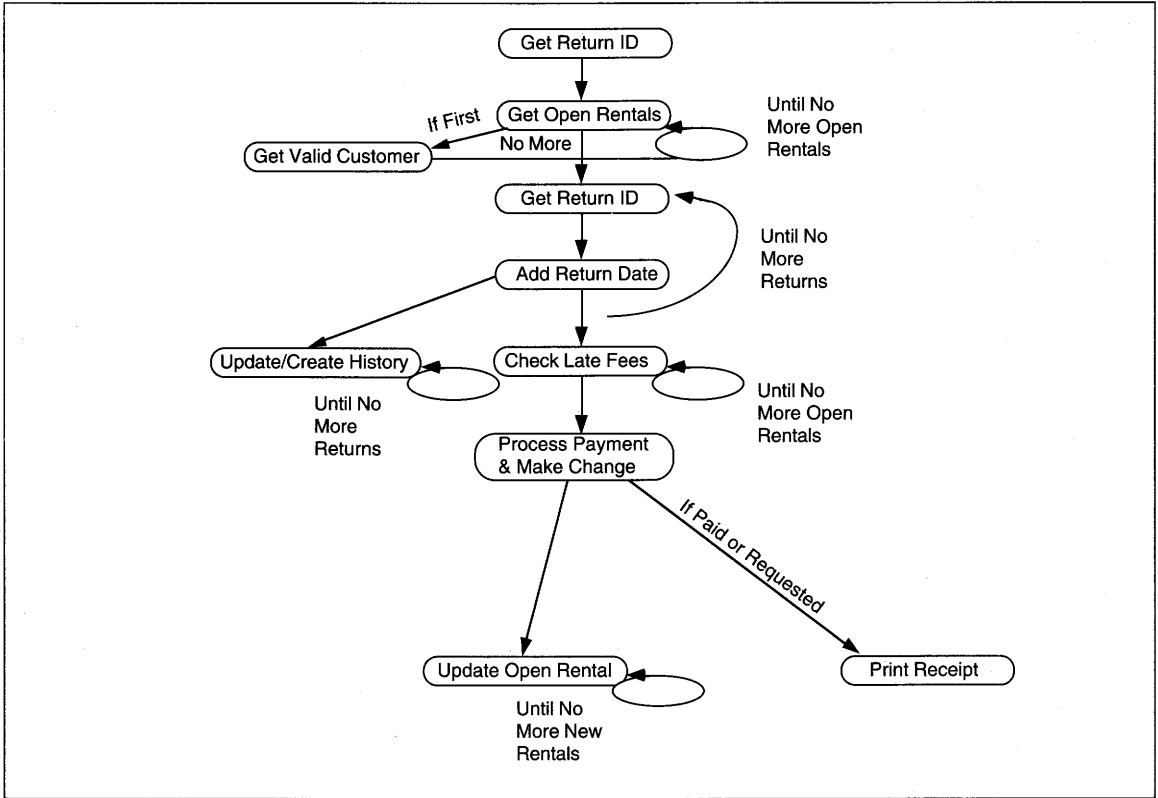 Get Return ID
Get Open Rentals
Until No
More Open
Rentals
If First
No More
Get Valid Customer
Get Return ID
Until No
More
Returns
Add Return Date
Update/Create History
Check Late Fees
Until No
More
Returns
Until No
More Open
Rentals
Process Payment
& Make Change
If Paid or Requested
Update Open Rental
Print Receipt
Until No
More New
Rentals